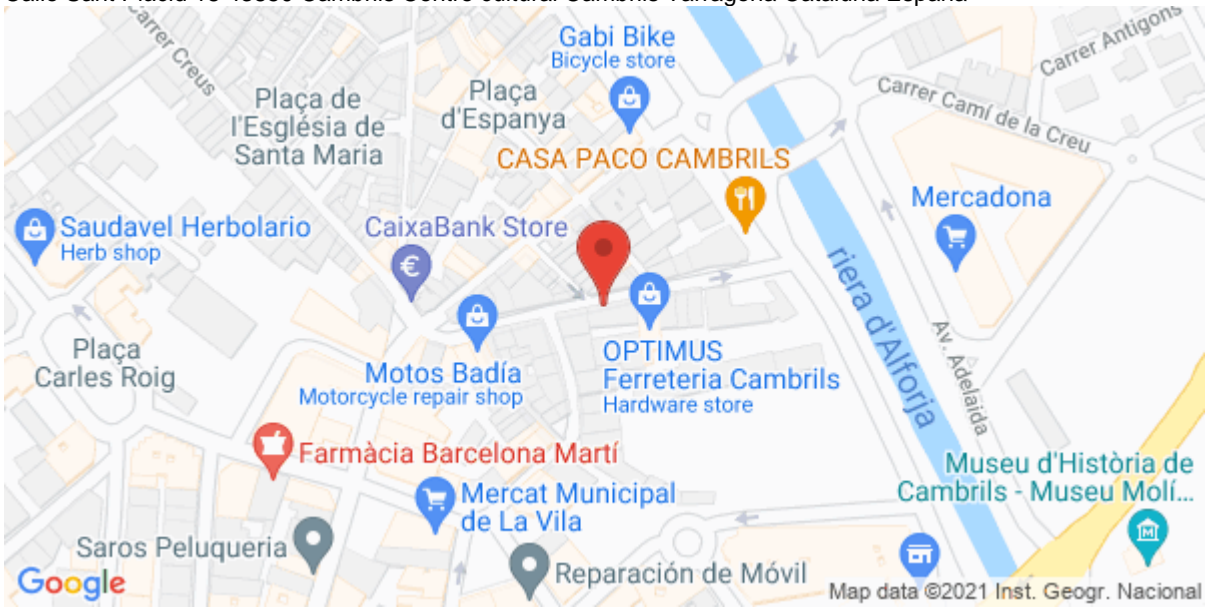 Carrer Creus
Gabi Bike
Bicycle store
Carrer Antigons
Plaça de
l'Església de
Santa Maria
Plaça
d'Espanya
Carrer Camí de la Creu
CASA PACO CAMBRILS
Mercadona
Saudavel Herbolario
Herb shop
CaixaBank Store
riera d'Alforja
Av. Adelaida
Plaça
Carles Roig
Motos Badía
Motorcycle repair shop
OPTIMUS
Ferreteria Cambrils
Hardware store
Farmàcia Barcelona Martí
Museu d'Història de
Cambrils - Museu Molí...
Mercat Municipal
de La Vila
Saros Peluqueria
Reparación de Móvil
Google
Map data ©2021 Inst. Geogr. Nacional